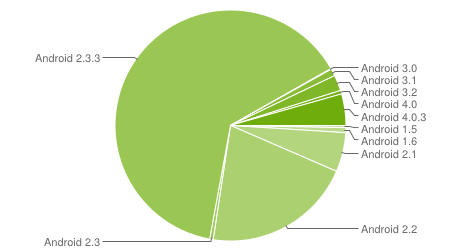 Android 2.3.3
Android 3.0
Android 3.1
Android 3.2
Android 4.0
Android 4.0.3
Android 1.5
Android 1.6
Android 2.1
Android 2.2
Android 2.3